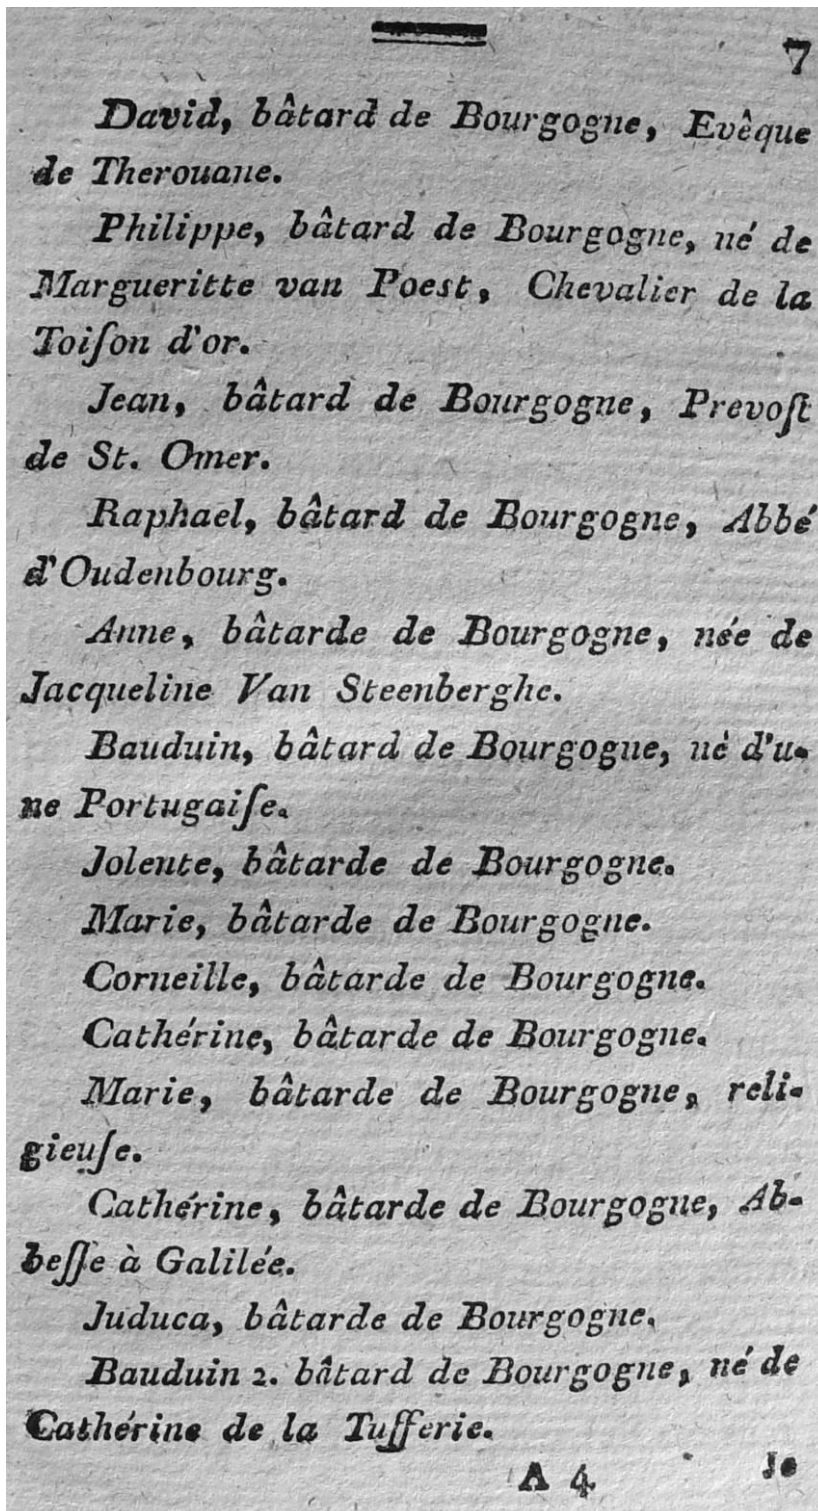 7
David, bâtard de Bourgogne, Evêque
de Therouane.
Philippe, bâtard de Bourgogne, né de
Margueritte van Poest, Chevalier de la
Toiſon d'or.
Jean, bâtard de Bourgogne, Prevoſt
de St. Omer.
Raphael, bâtard de Bourgogne, Abbé
d'Oudenbourg.
Anne, bâtarde de Bourgogne, née de
Jacqueline Van Steenberghe.
Bauduin, bâtard de Bourgogne, né d'u-
ne Portugaiſe.
Jolente, bâtarde de Bourgogne.
Marie, bâtarde de Bourgogne.
Corneille, bâtarde de Bourgogne.
Cathérine, bâtarde de Bourgogne.
Marie, bâtarde de Bourgogne, reli-
gieuſe.
Cathérine, bâtarde de Bourgogne, Ab-
beſſe à Galilée.
Juduca, bâtarde de Bourgogne.
Bauduin 2. bâtard de Bourgogne, né de
Cathérine de la Tufferie.
A 4 Je